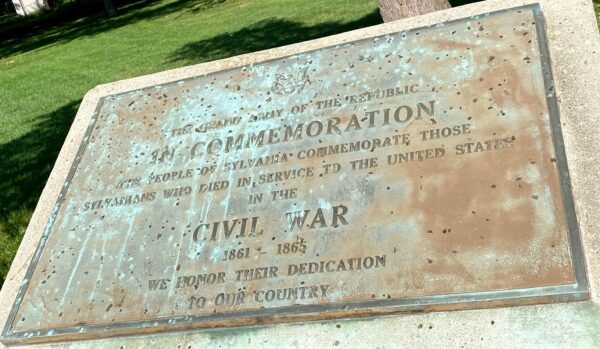 THE GRAND ARMY OF THE REPUBLIC
IN COMMEMORATION
THE PEOPLE OF SYLVANIA COMMEMORATE THOSE
SYLVANIANS WHO DIED IN SERVICE TO THE UNITED STATES
IN THE
CIVIL WAR
1861 - 1865
WE HONOR THEIR DEDICATION
TO OUR COUNTRY